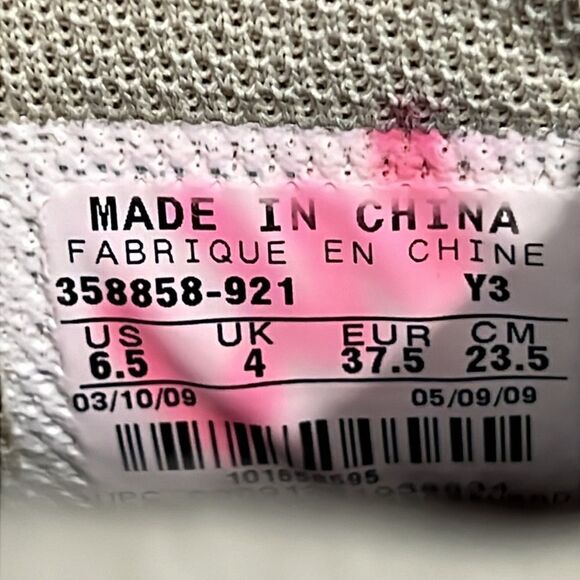 MADE IN CHINA
FABRIQUE EN CHINE
358858-921 Y3
US UK EUR CM
6.5 4 37.5 23.5
03/10/09 05/09/09